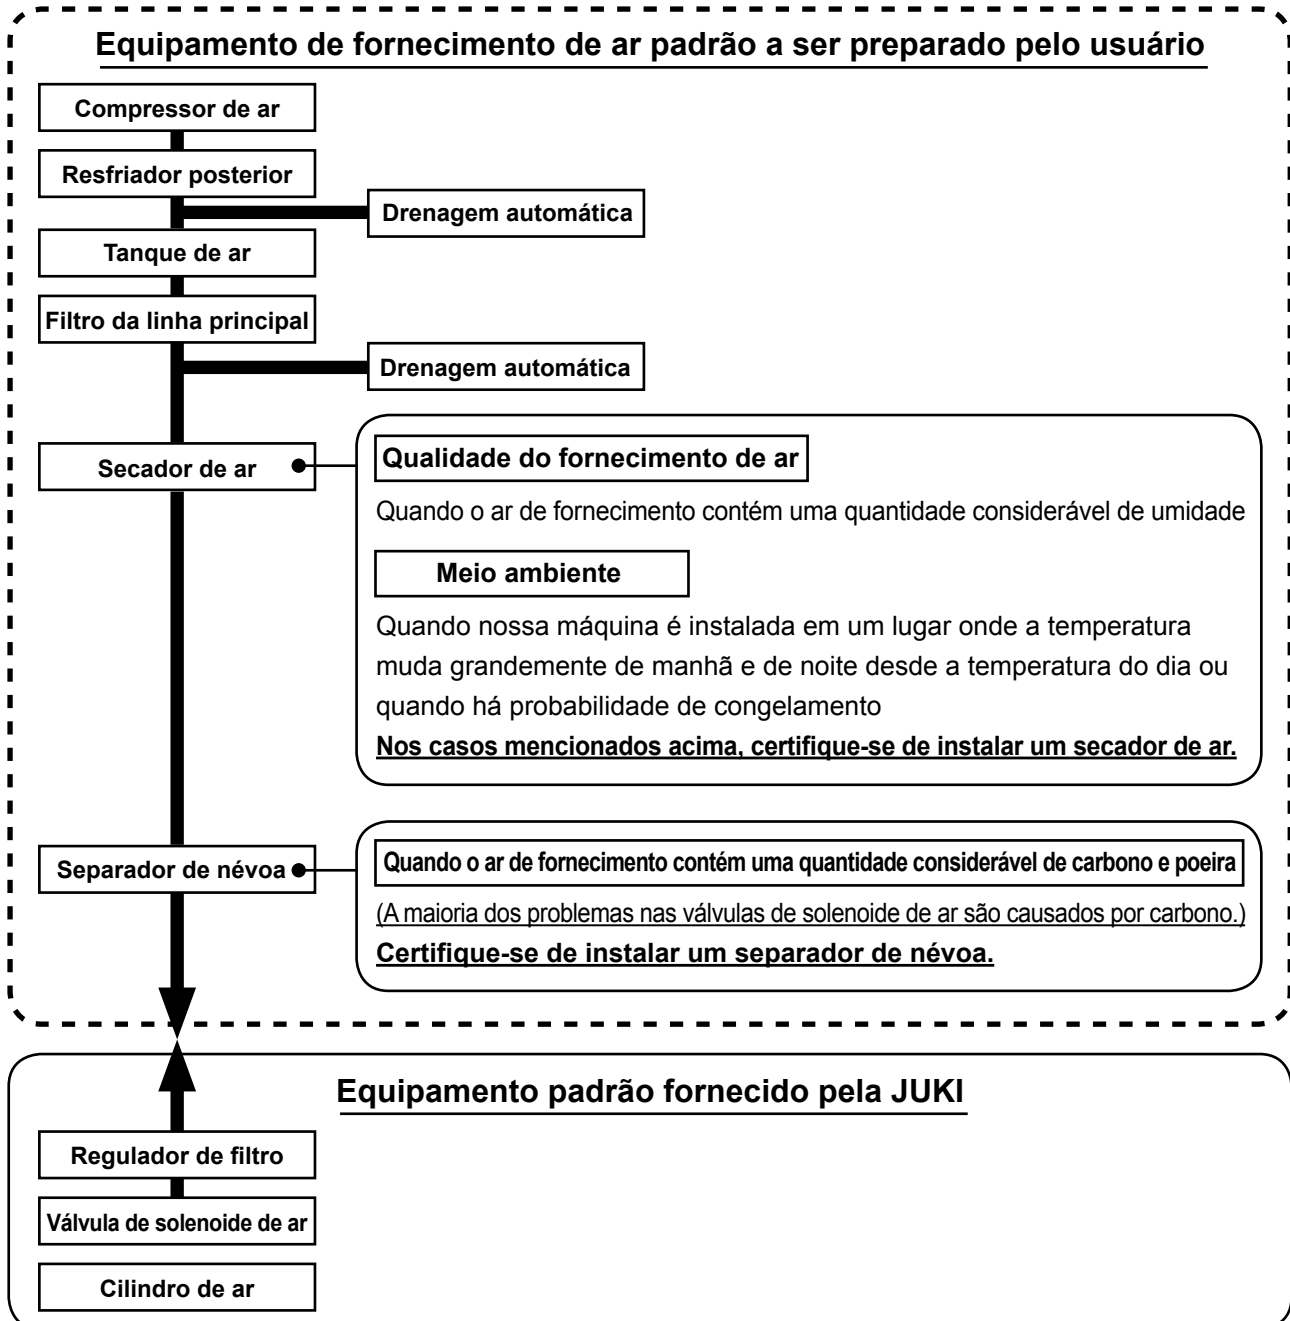 Equipamento de fornecimento de ar padrão a ser preparado pelo usuário
Compressor de ar
Resfriador posterior
Drenagem automática
Tanque de ar
Filtro da linha principal
Drenagem automática
Secador de ar
Qualidade do fornecimento de ar
Quando o ar de fornecimento contém uma quantidade considerável de umidade
Meio ambiente
Quando nossa máquina é instalada em um lugar onde a temperatura
muda grandemente de manhã e de noite desde a temperatura do dia ou
quando há probabilidade de congelamento
Nos casos mencionados acima, certifique-se de instalar um secador de ar.
Separador de névoa
Quando o ar de fornecimento contém uma quantidade considerável de carbono e poeira
(A maioria dos problemas nas válvulas de solenoide de ar são causados por carbono.)
Certifique-se de instalar um separador de névoa.
Equipamento padrão fornecido pela JUKI
Regulador de filtro
Válvula de solenoide de ar
Cilindro de ar